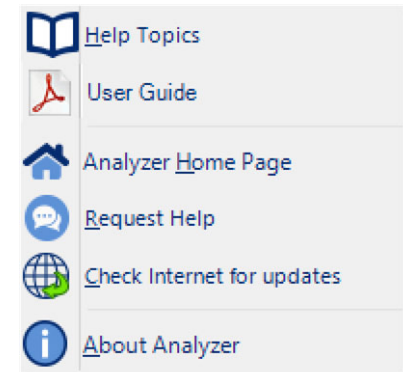 Help Topics
User Guide
Analyzer Home Page
Request Help
Check Internet for updates
About Analyzer